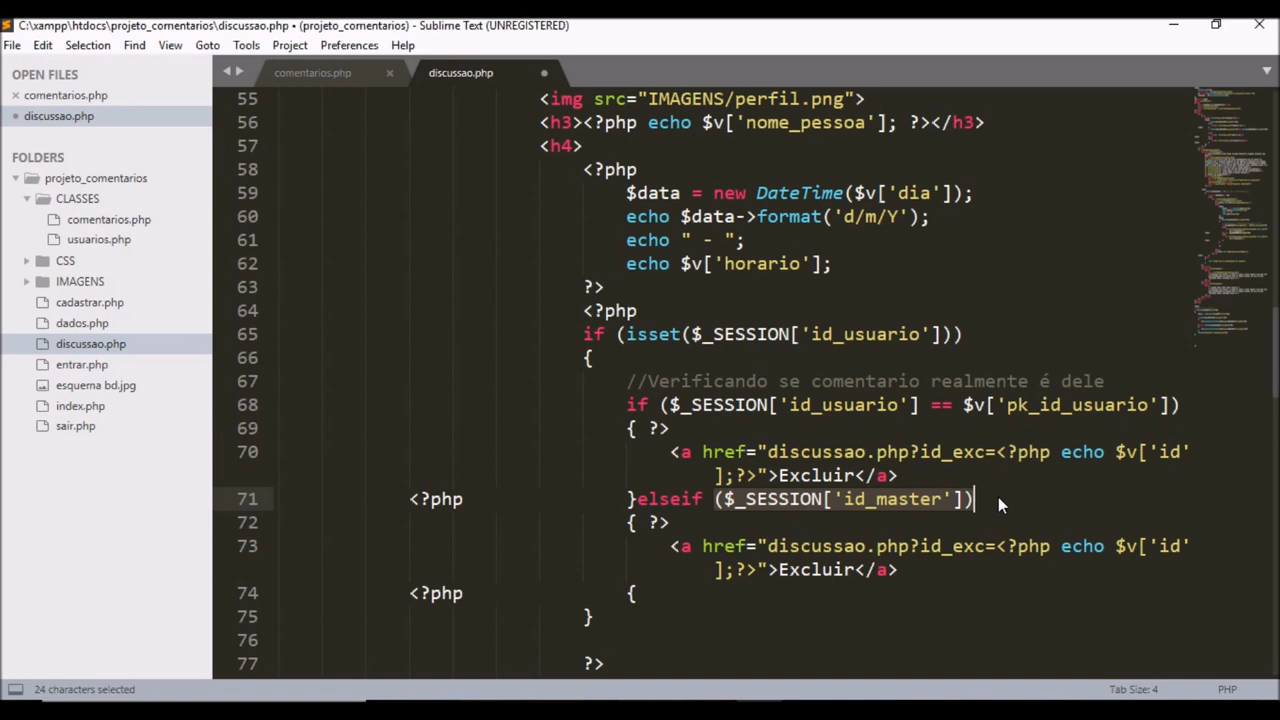 C:\xampp\htdocs\projeto_comentarios\discussao.php • (projeto_comentarios) - Sublime Text (UNREGISTERED)
File Edit Selection Find View Goto Tools Project Preferences Help
OPEN FILES
comentarios.php
discussao.php
FOLDERS
projeto_comentarios
CLASSES
comentarios.php
usuarios.php
CSS
IMAGENS
cadastrar.php
dados.php
discussao.php
entrar.php
esquema bd.jpg
index.php
sair.php
comentarios.php discussao.php
55 <img src="IMAGENS/perfil.png">
56 <h3><?php echo $v['nome_pessoa']; ?></h3>
57 <h4>
58 <?php
59 $data = new DateTime($v['dia']);
60 echo $data->format('d/m/Y');
61 echo " - ";
62 echo $v['horario'];
63 ?>
64 <?php
65 if (isset($_SESSION['id_usuario']))
66 {
67 //Verificando se comentario realmente é dele
68 if ($_SESSION['id_usuario'] == $v['pk_id_usuario'])
69 { ?>
70 <a href="discussao.php?id_exc=<?php echo $v['id'
];?>">Excluir</a>
71 <?php }elseif ($_SESSION['id_master'])
72 { ?>
73 <a href="discussao.php?id_exc=<?php echo $v['id'
];?>">Excluir</a>
74 <?php {
75 }
76
77 ?>
24 characters selected Tab Size: 4 PHP